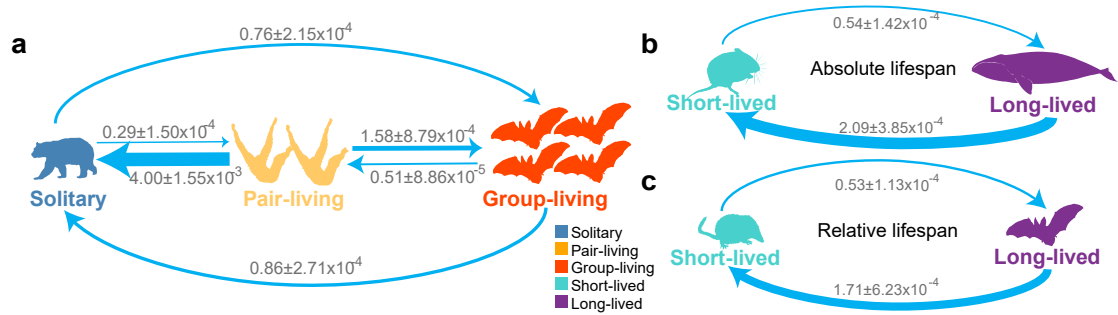 a
0.76±2.15x10⁻⁴
0.29±1.50x10⁻⁴
1.58±8.79x10⁻⁴
4.00±1.55x10⁻³
0.51±8.86x10⁻⁵
Solitary
Pair-living
Group-living
0.86±2.71x10⁻⁴
Solitary
Pair-living
Group-living
Short-lived
Long-lived
b
0.54±1.42x10⁻⁴
Absolute lifespan
Short-lived
Long-lived
2.09±3.85x10⁻⁴
c
0.53±1.13x10⁻⁴
Relative lifespan
Short-lived
Long-lived
1.71±6.23x10⁻⁴